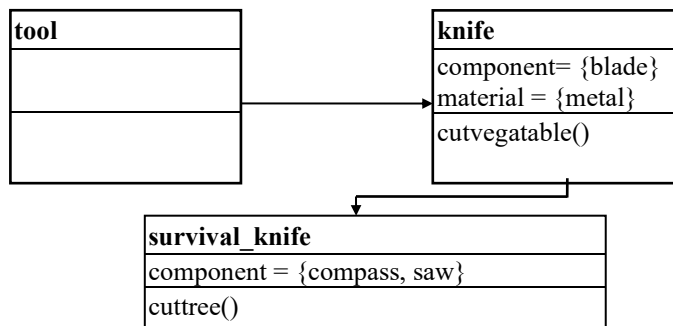 tool
knife
component= {blade}
material = {metal}
cutvegatable()
survival_knife
component = {compass, saw}
cuttree()